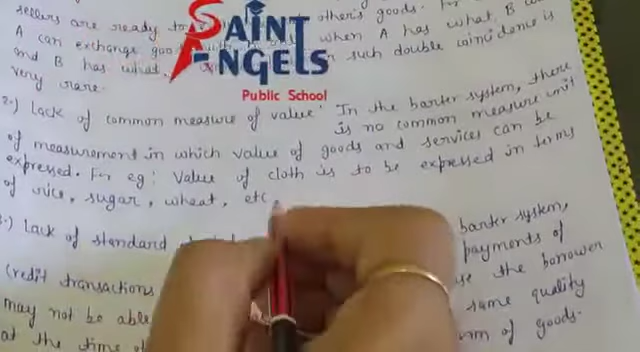 sellers are ready to other's goods.
A can exchange goo when A has what B
and B has what such double coincidence is
very rare.
SAINT
ANGELS
Public School
2.) Lack of common measure of value: In the barter system, there
is no common measure unit
of measurement in which value of goods and services can be
expressed. For eg: Value of cloth is to be expressed in terms
of rice, sugar, wheat, etc
3.) Lack of standard barter system,
Credit transactions payments of
the borrower
may not be able same quality
at the time of goods.